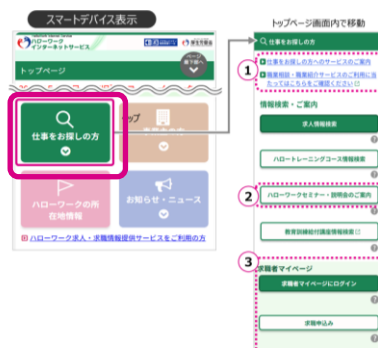 スマートデバイス表示
ハローワーク
インターネットサービス
厚生労働省
トップページ
ページ
最下部へ
仕事をお探しの方
ップ
ハローワークの所
在地情報
お知らせ・ニュース
ハローワーク求人・求職情報提供サービスをご利用の方
トップページ画面内で移動
仕事をお探しの方
1
仕事をお探しの方へのサービスのご案内
職業相談・職業紹介サービスのご利用に当
たってはこちらをご確認ください
情報検索・ご案内
求人情報検索
ハロートレーニングコース情報検索
2
ハローワークセミナー・説明会のご案内
教育訓練給付講座情報検索
3
求職者マイページ
求職者マイページにログイン
求職申込み